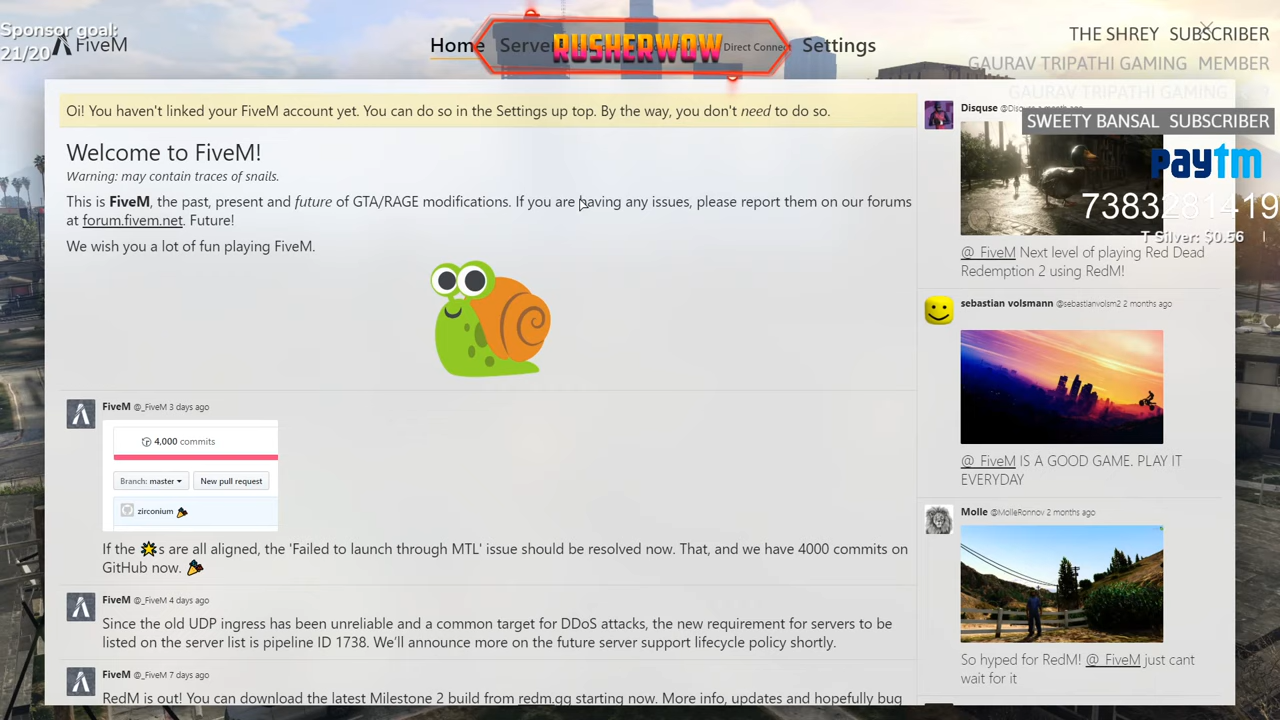 Sponsor goal:
21/20
FiveM
Home
RUSHERWOW
Direct Connect
Settings
THE SHREY SUBSCRIBER
GAURAV TRIPATHI GAMING MEMBER
GAURAV TRIPATHI GAMING
SWEETY BANSAL SUBSCRIBER
paytm
7383281419
T Silver: $0.56
Oi! You haven't linked your FiveM account yet. You can do so in the Settings up top. By the way, you don't need to do so.
Welcome to FiveM!
Warning: may contain traces of snails.
This is FiveM, the past, present and future of GTA/RAGE modifications. If you are having any issues, please report them on our forums
at forum.fivem.net. Future!
We wish you a lot of fun playing FiveM.
FiveM @_FiveM 3 days ago
4,000 commits
Branch: master
New pull request
zirconium
If the 🌟s are all aligned, the 'Failed to launch through MTL' issue should be resolved now. That, and we have 4000 commits on
GitHub now.
FiveM @_FiveM 4 days ago
Since the old UDP ingress has been unreliable and a common target for DDoS attacks, the new requirement for servers to be
listed on the server list is pipeline ID 1738. We'll announce more on the future server support lifecycle policy shortly.
FiveM @_FiveM 7 days ago
RedM is out! You can download the latest Milestone 2 build from redm.gg starting now. More info, updates and hopefully bug
Disquse
@_FiveM Next level of playing Red Dead
Redemption 2 using RedM!
sebastian volsmann @sebastianvolsm2 2 months ago
@_FiveM IS A GOOD GAME. PLAY IT
EVERYDAY
Molle @MolleRonnov 2 months ago
So hyped for RedM! @_FiveM just cant
wait for it